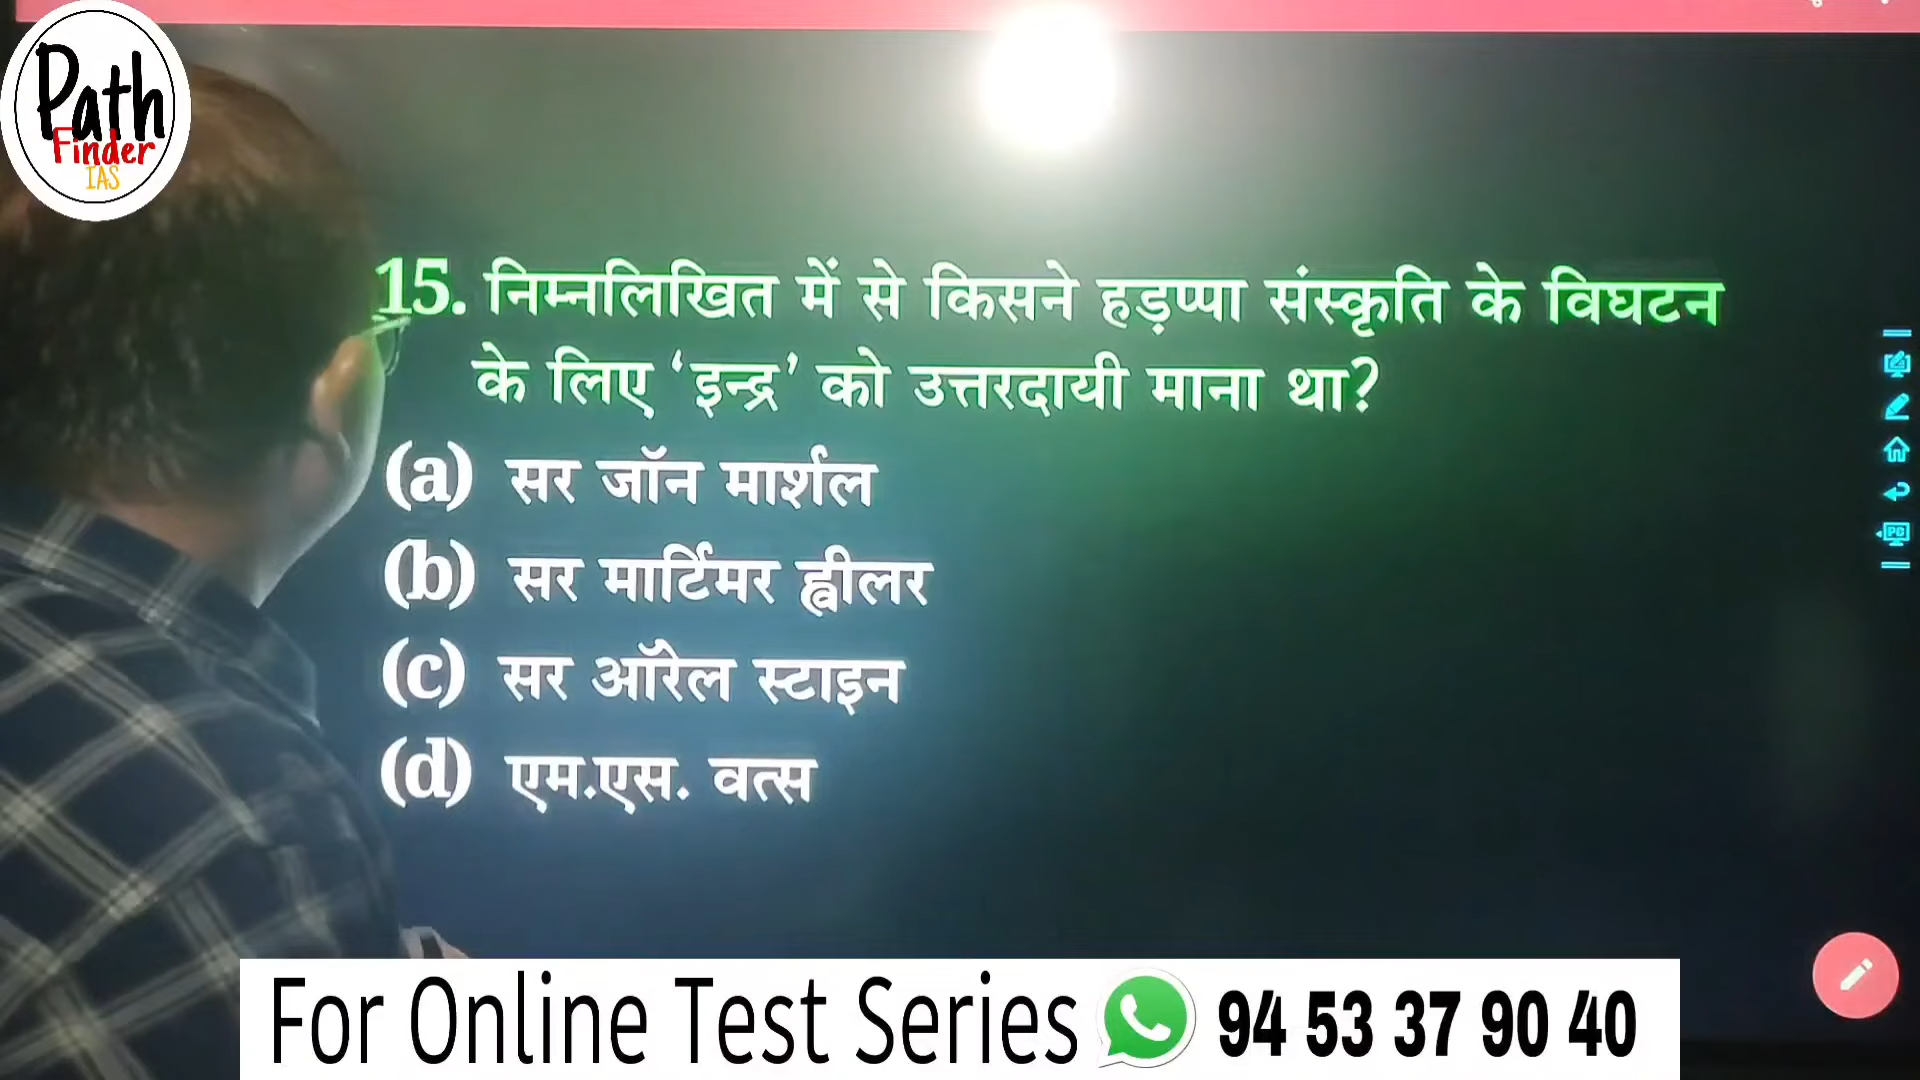 Path
Finder
IAS
15. निम्नलिखित में से किसने हड़प्पा संस्कृति के विघटन
के लिए ‘इन्द्र’ को उत्तरदायी माना था?
(a) सर जॉन मार्शल
(b) सर मार्टिमर ह्वीलर
(c) सर ऑरेल स्टाइन
(d) एम.एस. वत्स
PC
For Online Test Series 94 53 37 90 40